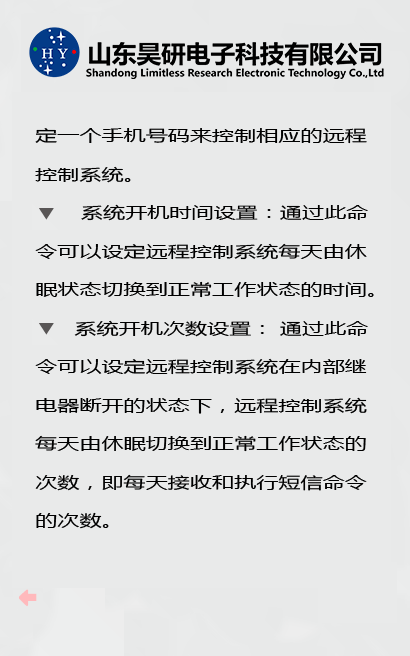 HY
山东昊研电子科技有限公司
Shandong Limitless Research Electronic Technology Co.,Ltd
定一个手机号码来控制相应的远程
控制系统。
▼ 系统开机时间设置：通过此命
令可以设定远程控制系统每天由休
眠状态切换到正常工作状态的时间。
▼ 系统开机次数设置： 通过此命
令可以设定远程控制系统在内部继
电器断开的状态下，远程控制系统
每天由休眠切换到正常工作状态的
次数，即每天接收和执行短信命令
的次数。